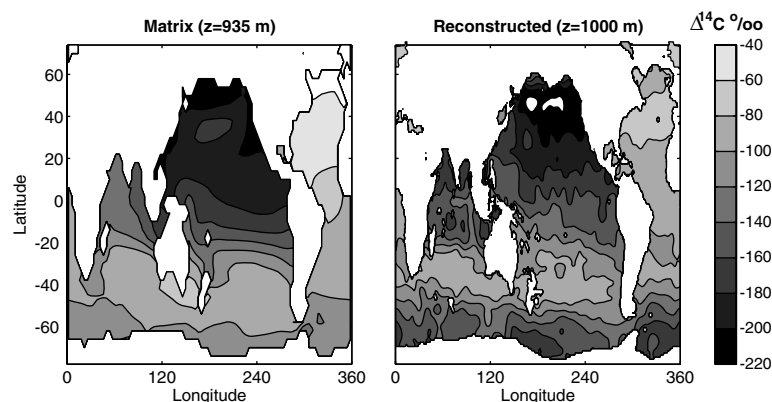 Matrix (z=935 m)
Reconstructed (z=1000 m)
Δ¹⁴C º/oo
Latitude
60
40
20
0
-20
-40
-60
0 120 240 360
Longitude
0 120 240 360
Longitude
-40
-60
-80
-100
-120
-140
-160
-180
-200
-220